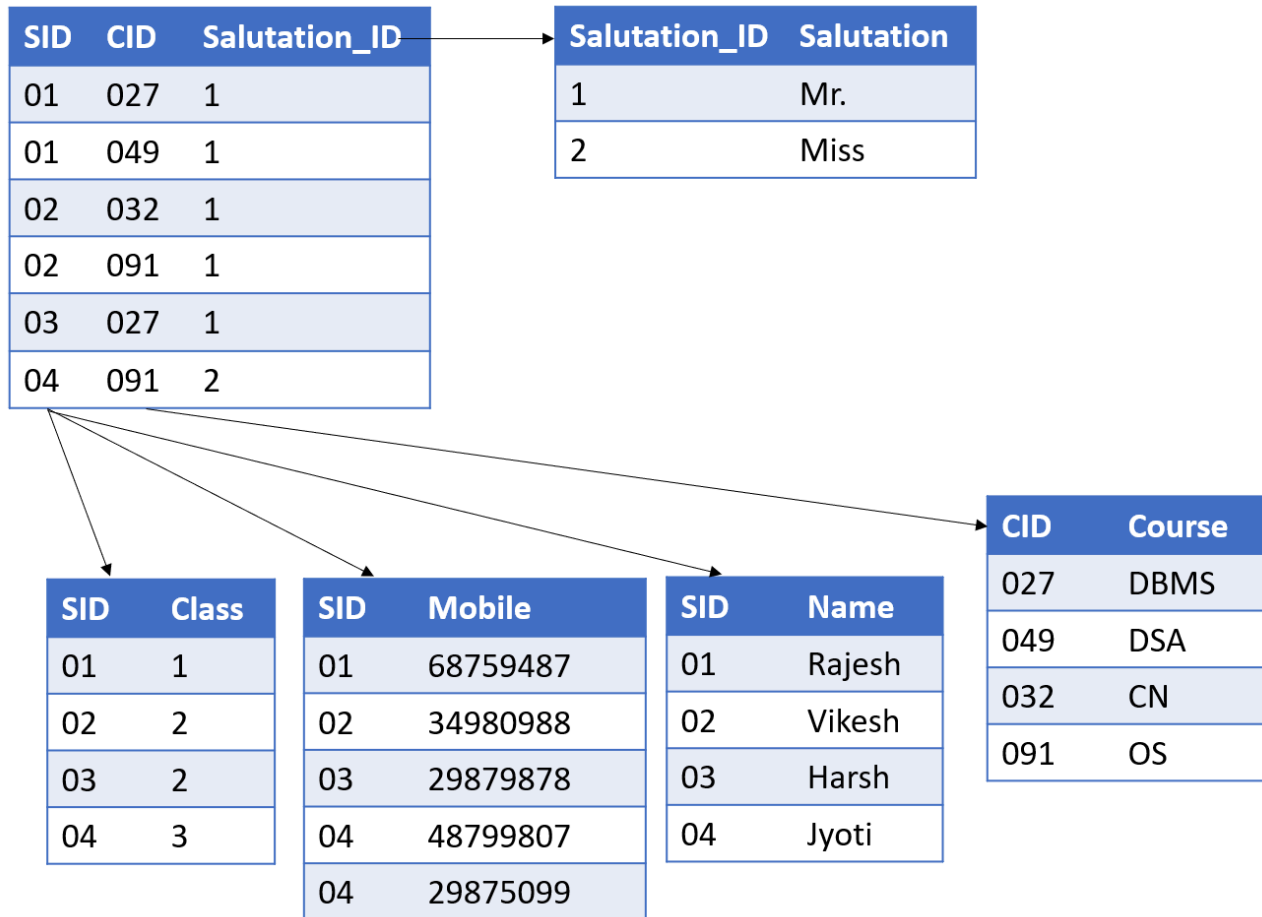 SID CID Salutation_ID
01 027 1
01 049 1
02 032 1
02 091 1
03 027 1
04 091 2
Salutation_ID Salutation
1 Mr.
2 Miss
SID Class
01 1
02 2
03 2
04 3
SID Mobile
01 68759487
02 34980988
03 29879878
04 48799807
04 29875099
SID Name
01 Rajesh
02 Vikesh
03 Harsh
04 Jyoti
CID Course
027 DBMS
049 DSA
032 CN
091 OS